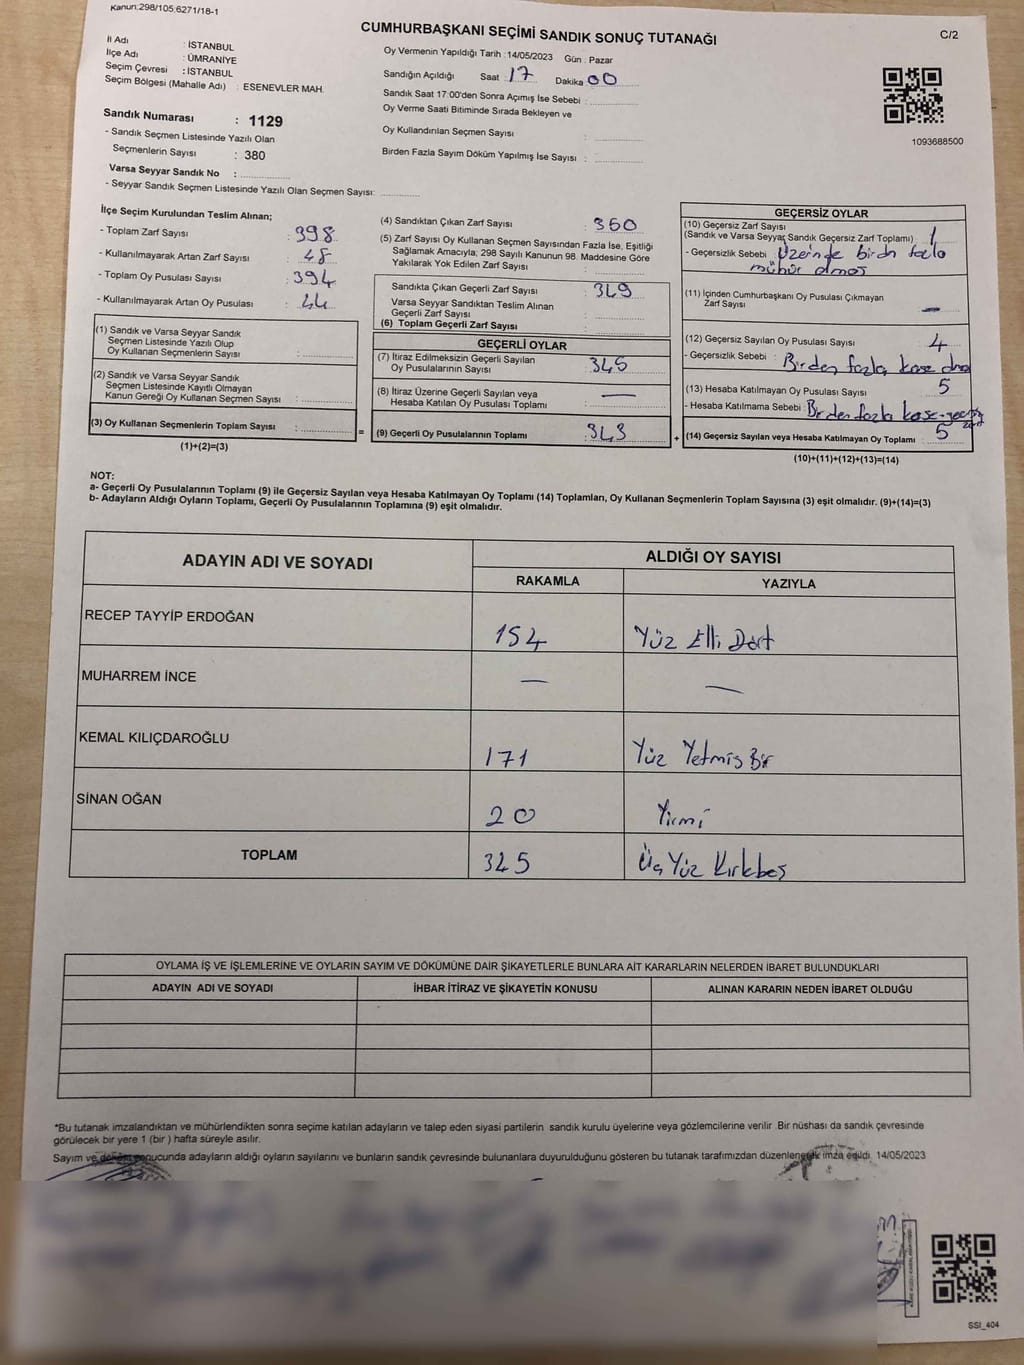 Kanun:298/105,6271/18-1
CUMHURBAŞKANI SEÇİMİ SANDIK SONUÇ TUTANAĞI
C/2
İl Adı : İSTANBUL
İlçe Adı : ÜMRANİYE
Seçim Çevresi : İSTANBUL
Seçim Bölgesi (Mahalle Adı) : ESENEVLER MAH.
Sandık Numarası : 1129
- Sandık Seçmen Listesinde Yazılı Olan
Seçmenlerin Sayısı : 380
Varsa Seyyar Sandık No :
- Seyyar Sandık Seçmen Listesinde Yazılı Olan Seçmen Sayısı:
Oy Vermenin Yapıldığı Tarih : 14/05/2023 Gün : Pazar
Sandığın Açıldığı Saat : 17 Dakika 00
Sandık Saat 17:00'den Sonra Açımış İse Sebebi :
Oy Verme Saati Bitiminde Sırada Bekleyen ve
Oy Kullandırılan Seçmen Sayısı :
Birden Fazla Sayım Döküm Yapılmış İse Sayısı :
1093688500
İlçe Seçim Kurulundan Teslim Alınan;
- Toplam Zarf Sayısı : 398
- Kullanılmayarak Artan Zarf Sayısı : 48
- Toplam Oy Pusulası Sayısı : 394
- Kullanılmayarak Artan Oy Pusulası : 44
(1) Sandık ve Varsa Seyyar Sandık
Seçmen Listesinde Yazılı Olup
Oy Kullanan Seçmenlerin Sayısı :
(2) Sandık ve Varsa Seyyar Sandık
Seçmen Listesinde Kayıtlı Olmayan
Kanun Gereği Oy Kullanan Seçmen Sayısı :
(3) Oy Kullanan Seçmenlerin Toplam Sayısı :
(1)+(2)=(3)
=
(4) Sandıktan Çıkan Zarf Sayısı : 350
(5) Zarf Sayısı Oy Kullanan Seçmen Sayısından Fazla İse, Eşitliği
Sağlamak Amacıyla, 298 Sayılı Kanunun 98. Maddesine Göre
Yakılarak Yok Edilen Zarf Sayısı :
Sandıkta Çıkan Geçerli Zarf Sayısı : 349
Varsa Seyyar Sandıktan Teslim Alınan
Geçerli Zarf Sayısı :
(6) Toplam Geçerli Zarf Sayısı :
GEÇERLİ OYLAR
(7) İtiraz Edilmeksizin Geçerli Sayılan
Oy Pusulalarının Sayısı : 345
(8) İtiraz Üzerine Geçerli Sayılan veya
Hesaba Katılan Oy Pusulası Toplamı : —
(9) Geçerli Oy Pusulalarının Toplamı : 343
+
GEÇERSİZ OYLAR
(10) Geçersiz Zarf Sayısı
(Sandık ve Varsa Seyyar Sandık Geçersiz Zarf Toplamı) : 1
- Geçersizlik Sebebi : Üzerinde birden fazla
mühür olması
(11) İçinden Cumhurbaşkanı Oy Pusulası Çıkmayan
Zarf Sayısı : —
(12) Geçersiz Sayılan Oy Pusulası Sayısı : 4
- Geçersizlik Sebebi : Birden fazla kaşe olması
(13) Hesaba Katılmayan Oy Pusulası Sayısı 5
- Hesaba Katılmama Sebebi : Birden fazla kaşe-geçersiz
zarf
(14) Geçersiz Sayılan veya Hesaba Katılmayan Oy Toplamı : 5
(10)+(11)+(12)+(13)=(14)
NOT:
a- Geçerli Oy Pusulalarının Toplamı (9) ile Geçersiz Sayılan veya Hesaba Katılmayan Oy Toplamı (14) Toplamları, Oy Kullanan Seçmenlerin Toplam Sayısına (3) eşit olmalıdır. (9)+(14)=(3)
b- Adayların Aldığı Oyların Toplamı, Geçerli Oy Pusulalarının Toplamına (9) eşit olmalıdır.
ADAYIN ADI VE SOYADI
ALDIĞI OY SAYISI
RAKAMLA YAZIYLA
RECEP TAYYİP ERDOĞAN 154 Yüz Elli Dört
MUHARREM İNCE — —
KEMAL KILIÇDAROĞLU 171 Yüz Yetmiş Bir
SİNAN OĞAN 20 Yirmi
TOPLAM 345 Üç Yüz Kırkbeş
OYLAMA İŞ VE İŞLEMLERİNE VE OYLARIN SAYIM VE DÖKÜMÜNE DAİR ŞİKAYETLERLE BUNLARA AİT KARARLARIN NELERDEN İBARET BULUNDUKLARI
ADAYIN ADI VE SOYADI İHBAR İTİRAZ VE ŞİKAYETİN KONUSU ALINAN KARARIN NEDEN İBARET OLDUĞU
*Bu tutanak imzalandıktan ve mühürlendikten sonra seçime katılan adayların ve talep eden siyasi partilerin sandık kurulu üyelerine veya gözlemcilerine verilir. Bir nüshası da sandık çevresinde
görülecek bir yere 1 (bir ) hafta süreyle asılır.
Sayım ve döküm sonucunda adayların aldığı oyların sayılarını ve bunların sandık çevresinde bulunanlara duyurulduğunu gösteren bu tutanak tarafımızdan düzenlenerek imza edildi. 14/05/2023
SSI_404